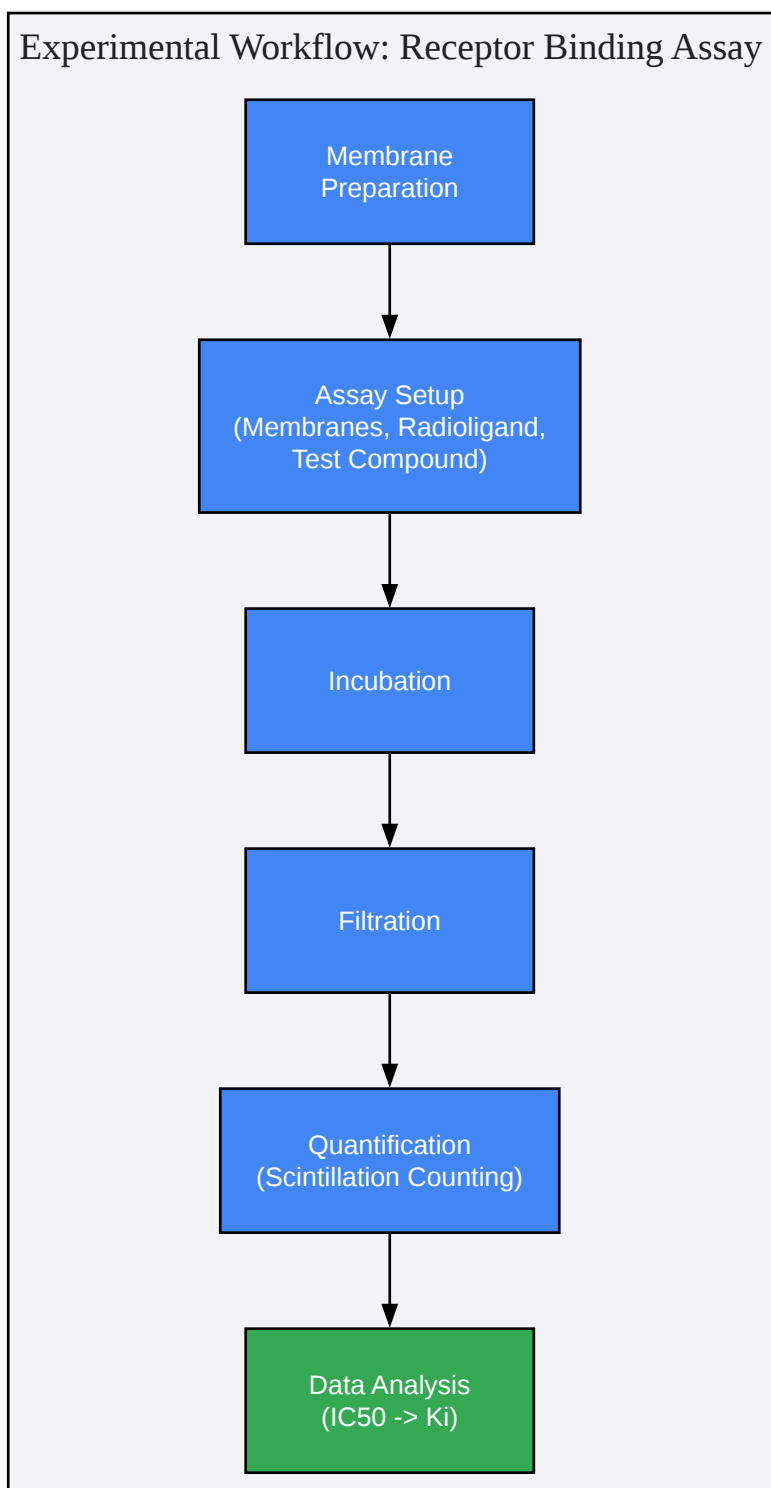 Experimental Workflow: Receptor Binding Assay
Membrane
Preparation
Assay Setup
(Membranes, Radioligand,
Test Compound)
Incubation
Filtration
Quantification
(Scintillation Counting)
Data Analysis
(IC50 -> Ki)